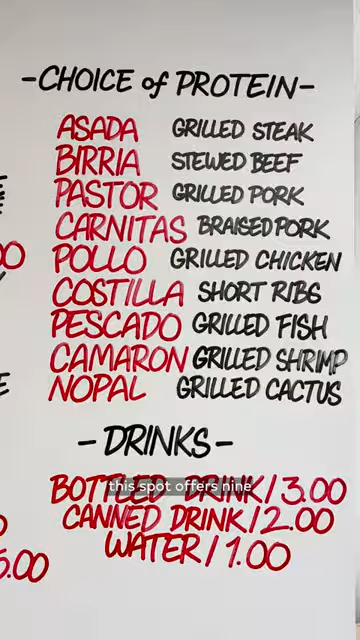 -CHOICE of PROTEIN-
ASADA GRILLED STEAK
BIRRIA STEWED BEEF
PASTOR GRILLED PORK
CARNITAS BRAISED PORK
POLLO GRILLED CHICKEN
COSTILLA SHORT RIBS
PESCADO GRILLED FISH
CAMARON GRILLED SHRIMP
NOPAL GRILLED CACTUS
-DRINKS-
this spot offers nine
BOTTLED DRINK/3.00
CANNED DRINK/2.00
WATER/1.00
5.00